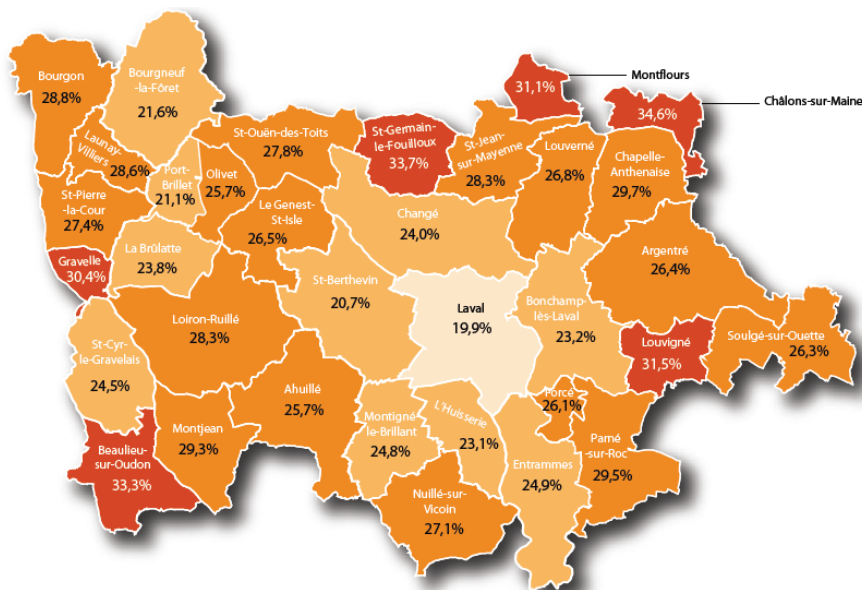 Bourgon
28,8%
Bourgneuf
-la-Fôret
21,6%
31,1%
Montflours
34,6%
Châlons-sur-Maine
Launay-
Villiers
28,6%
Port-
Brillet
21,1%
Olivet
25,7%
St-Ouën-des-Toits
27,8%
St-Germain
-le-Fouilloux
33,7%
St-Jean-
sur-Mayenne
28,3%
Louverné
26,8%
Chapelle-
Anthenaise
29,7%
St-Pierre
-la-Cour
27,4%
Le Genest-
St-Isle
26,5%
Changé
24,0%
La Brûlatte
23,8%
Gravelle
30,4%
St-Berthevin
20,7%
Argentré
26,4%
Loiron-Ruillé
28,3%
Laval
19,9%
Bonchamp
-lès-Laval
23,2%
Louvigné
31,5%
Soulgé-sur-Ouette
26,3%
St-Cyr-
le-Gravelais
24,5%
Ahuillé
25,7%
Montigné
-le-Brillant
24,8%
L'Huisserie
23,1%
Forcé
26,1%
Beaulieu-
sur-Oudon
33,3%
Montjean
29,3%
Entrammes
24,9%
Parné
-sur-Roc
29,5%
Nuillé-sur-
Vicoin
27,1%